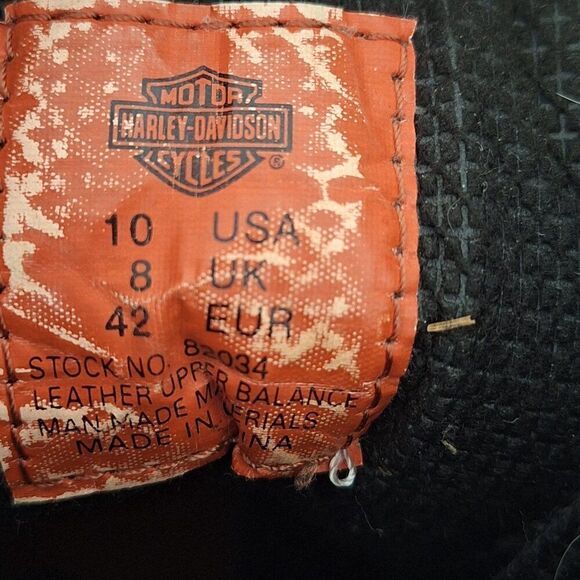 MOTOR
HARLEY-DAVIDSON
CYCLES ®
10 USA
8 UK
42 EUR
STOCK NO. 82034
LEATHER UPPER BALANCE
MAN MADE MATERIALS
MADE IN CHINA